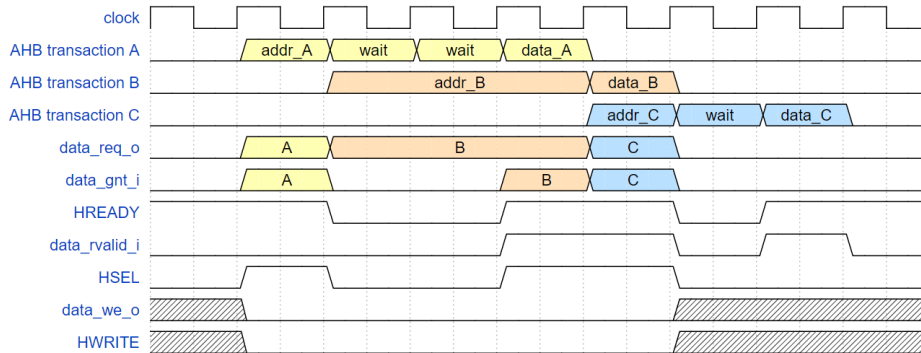 clock
AHB transaction A addr_A wait wait data_A
AHB transaction B addr_B data_B
AHB transaction C addr_C wait data_C
data_req_o A B C
data_gnt_i A B C
HREADY
data_rvalid_i
HSEL
data_we_o
HWRITE